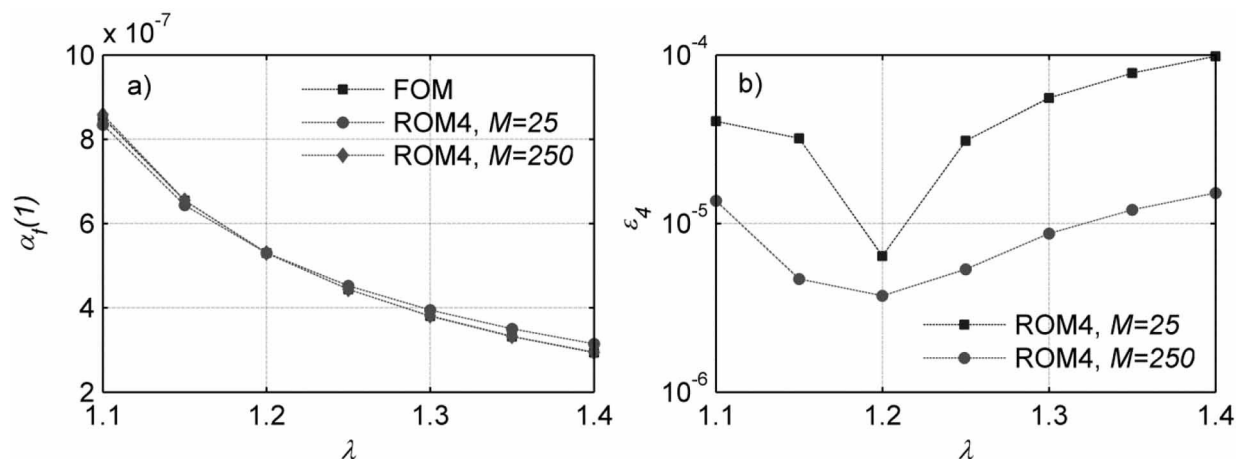 x 10⁻⁷
10
8
6
4
2
1.1
1.2
1.3
1.4
α_f(1)
λ
a)
FOM
ROM4, M=25
ROM4, M=250
10⁻⁴
10⁻⁵
10⁻⁶
1.1
1.2
1.3
1.4
ε₄
λ
b)
ROM4, M=25
ROM4, M=250